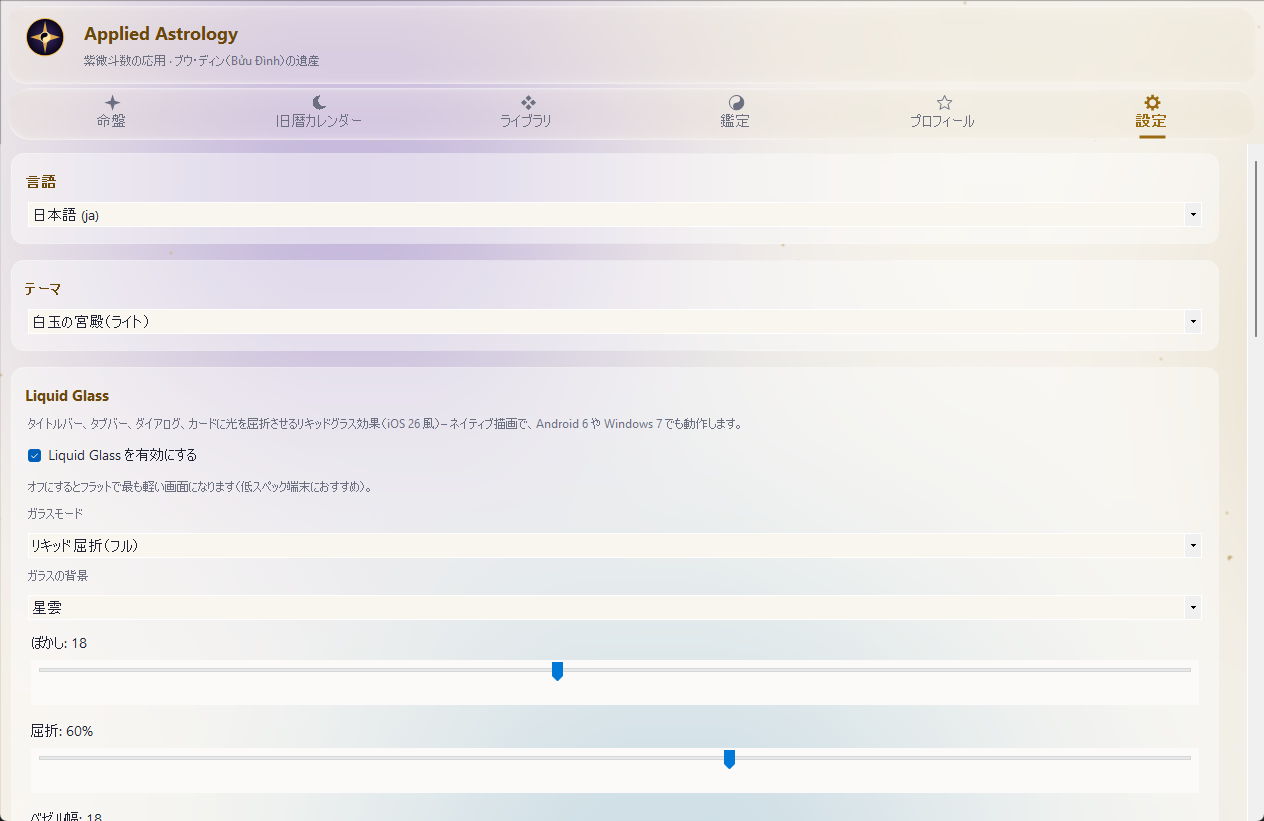 Applied Astrology
紫微斗数の応用 · ブウ・ディン(Bửu Đình)の遺産
命盤
旧暦カレンダー
ライブラリ
鑑定
プロフィール
設定
言語
日本語 (ja)
テーマ
白玉の宮殿(ライト)
Liquid Glass
タイトルバー、タブバー、ダイアログ、カードに光を屈折させるリキッドグラス効果(iOS 26 風) – ネイティブ描画で、Android 6 や Windows 7 でも動作します。
Liquid Glass を有効にする
オフにするとフラットで最も軽い画面になります(低スペック端末におすすめ)。
ガラスモード
リキッド屈折(フル)
ガラスの背景
星雲
ぼかし: 18
屈折: 60%
ベゼル幅: 18